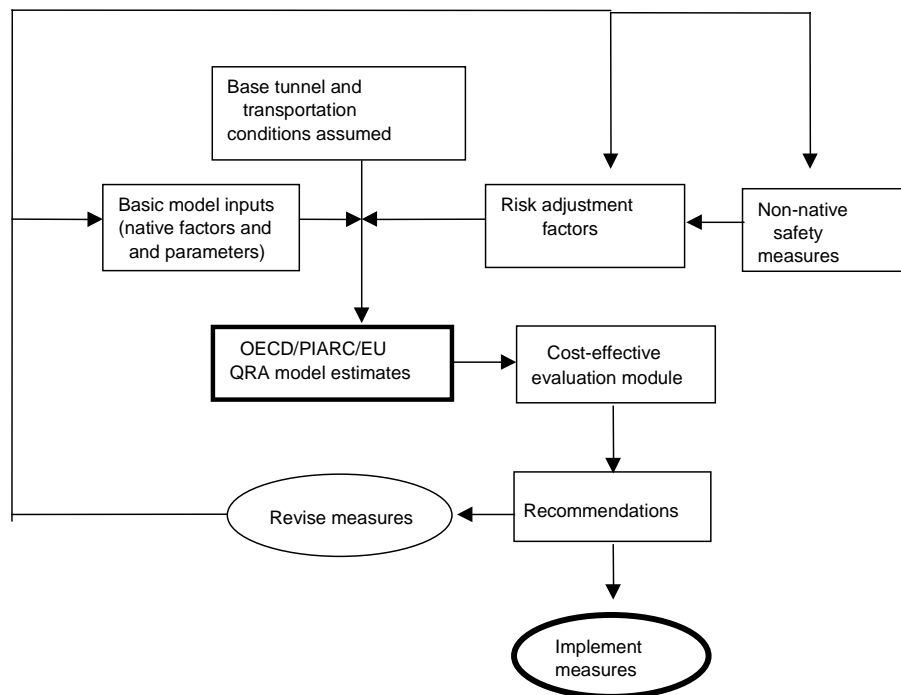 Base tunnel and
transportation
conditions assumed
Basic model inputs
(native factors and
and parameters)
Risk adjustment
factors
Non-native
safety
measures
OECD/PIARC/EU
QRA model estimates
Cost-effective
evaluation module
Revise measures
Recommendations
Implement
measures